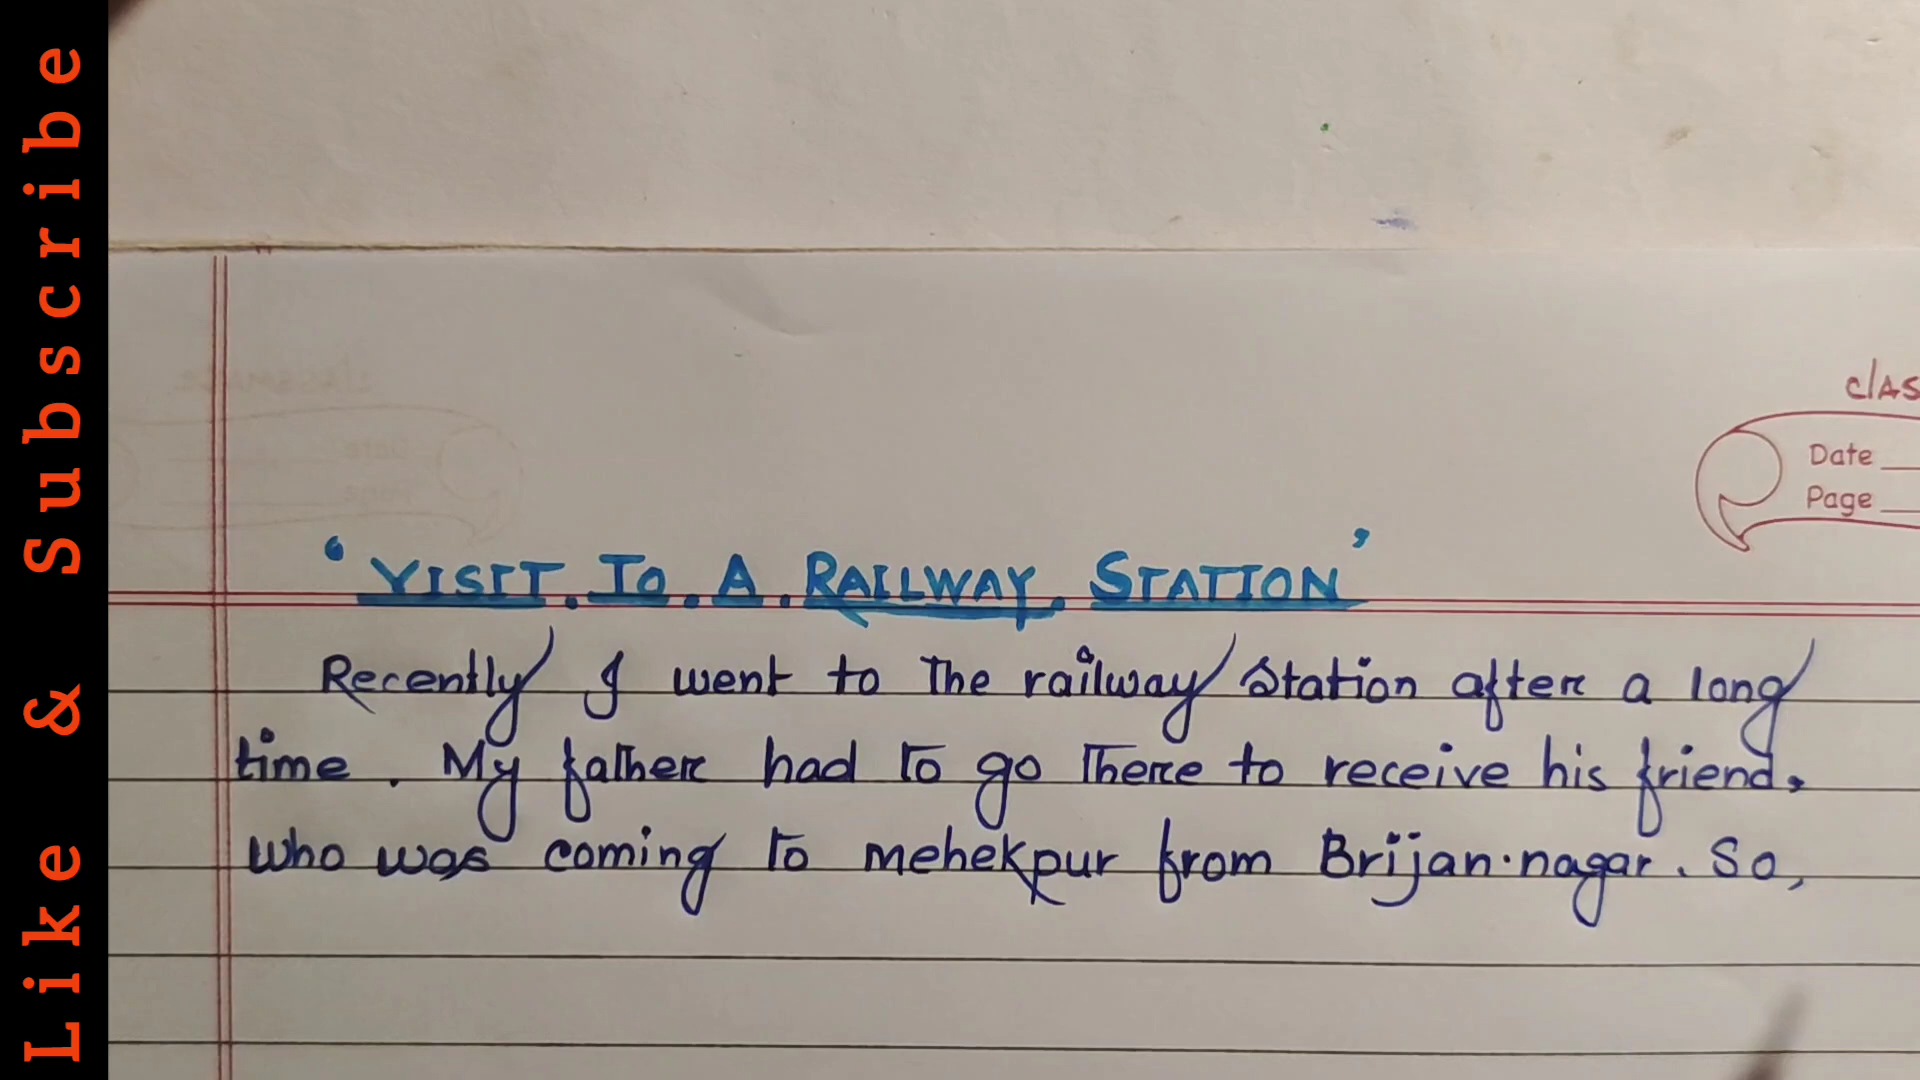 Like & Subscribe
clas
Date
Page
'VISIT. TO. A. RAILWAY. STATION'
Recently I went to the railway station after a long
time. My father had to go there to receive his friend,
who was coming to mehekpur from Brijan.nagar. So,